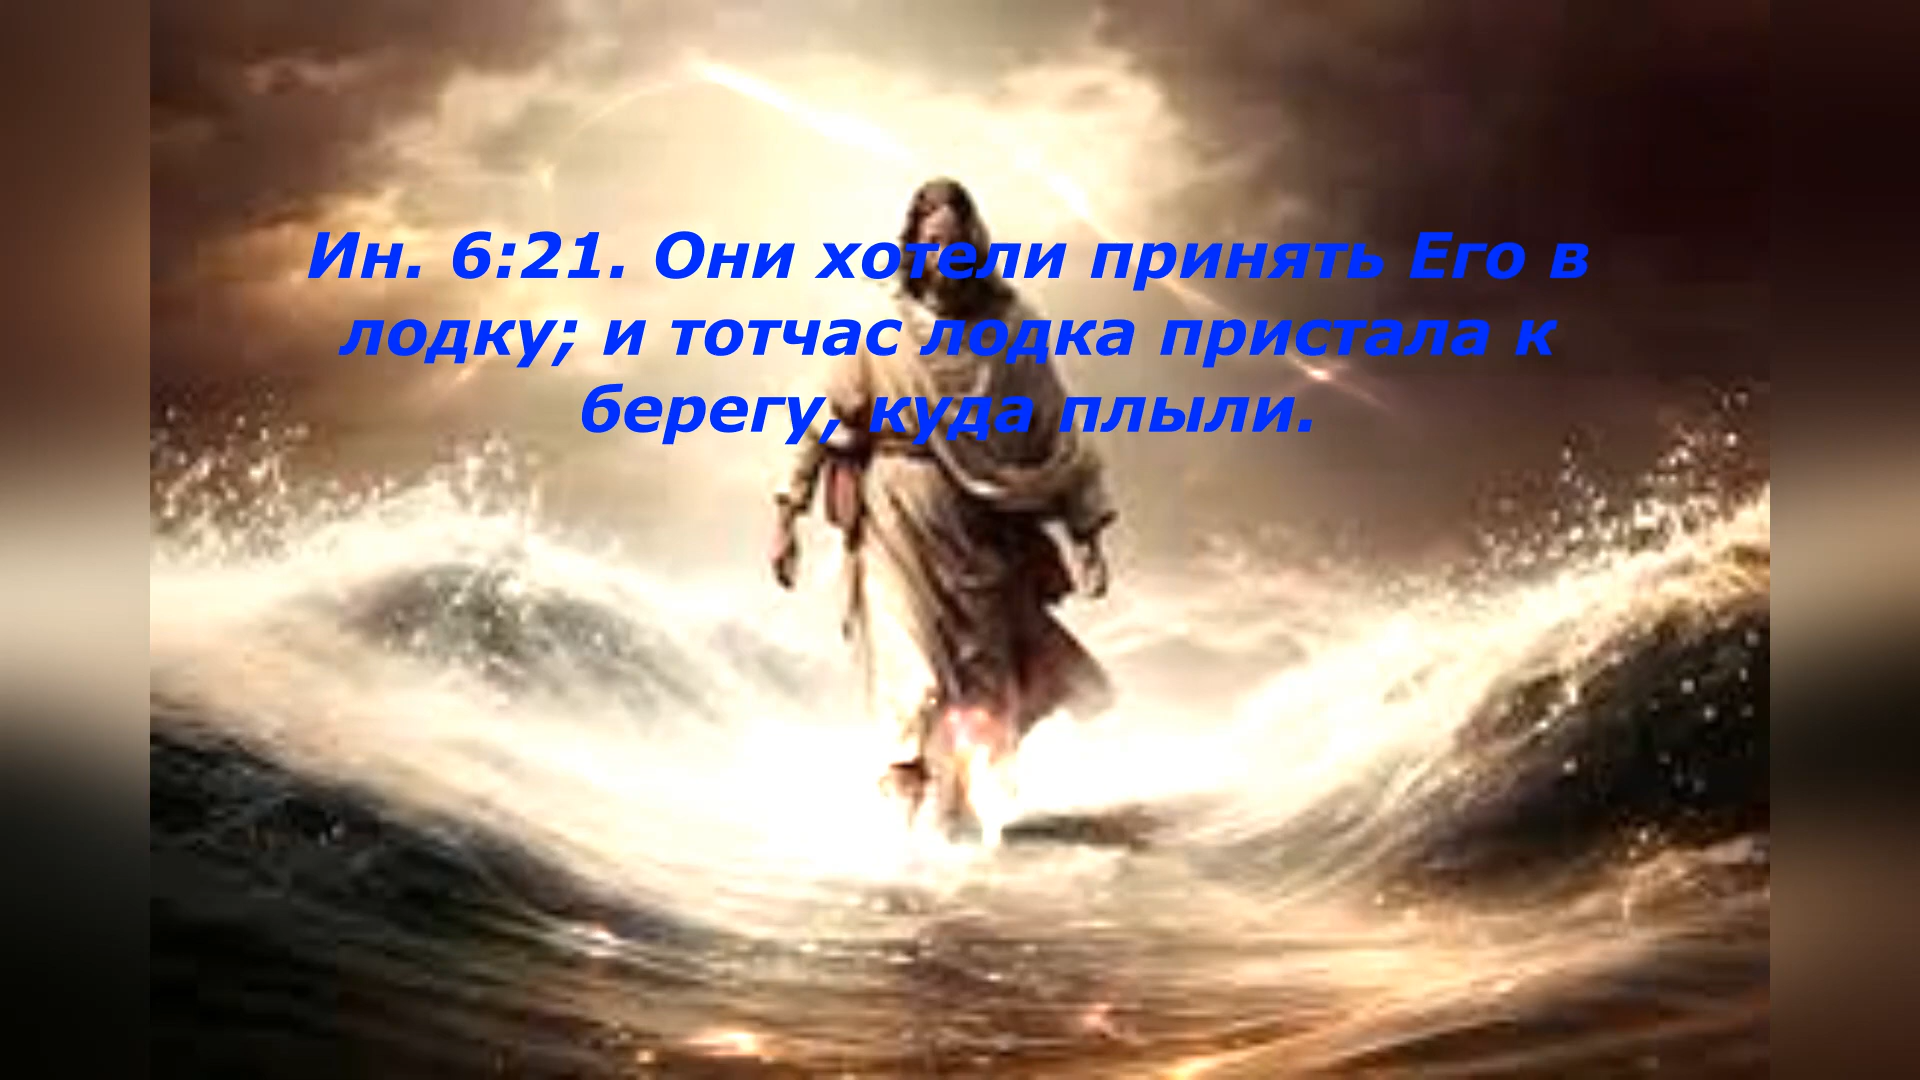 Ин. 6:21. Они хотели принять Его в
лодку; и тотчас лодка пристала к
берегу, куда плыли.